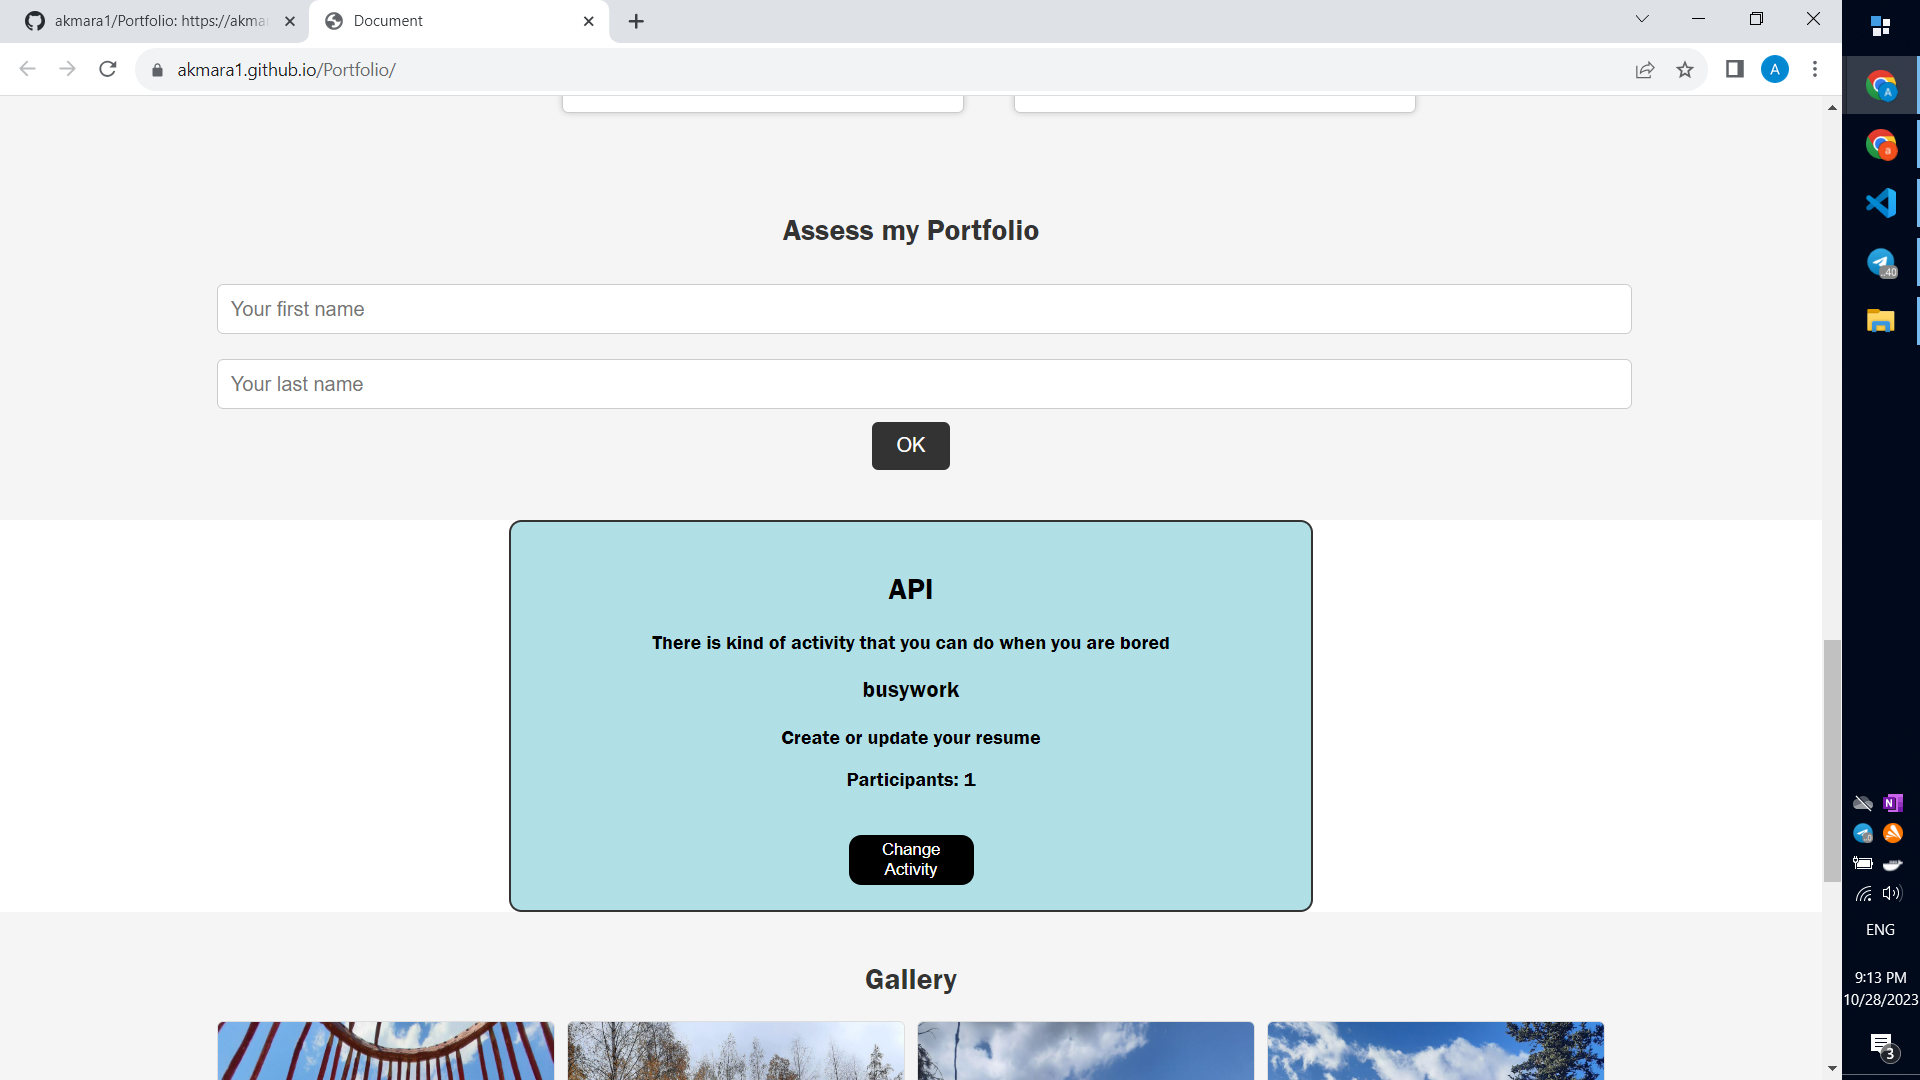 akmara1/Portfolio: https://akma
Document
akmara1.github.io/Portfolio/
A
A
a
Assess my Portfolio
Your first name
Your last name
OK
API
There is kind of activity that you can do when you are bored
busywork
Create or update your resume
Participants: 1
Change
Activity
Gallery
..40
N
ENG
9:13 PM
10/28/2023
3